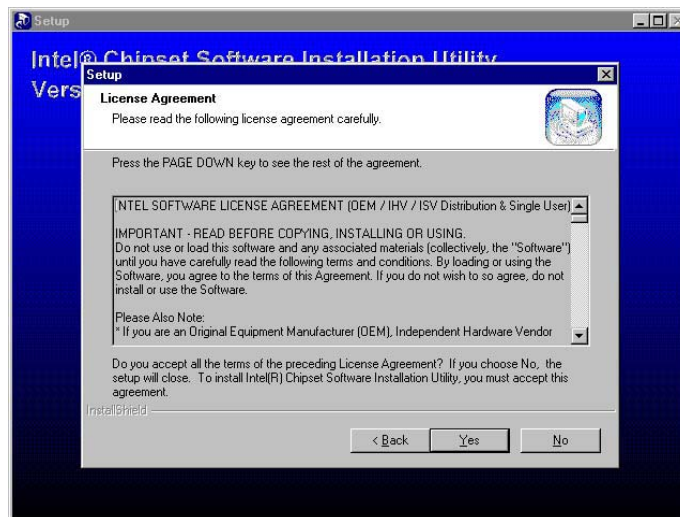 Setup
Intel® Chipset Software Installation Utility
Vers
Setup
License Agreement
Please read the following license agreement carefully.
Press the PAGE DOWN key to see the rest of the agreement.
NTEL SOFTWARE LICENSE AGREEMENT (OEM / IHV / ISV Distribution & Single User)
IMPORTANT - READ BEFORE COPYING, INSTALLING OR USING.
Do not use or load this software and any associated materials (collectively, the "Software")
until you have carefully read the following terms and conditions. By loading or using the
Software, you agree to the terms of this Agreement. If you do not wish to so agree, do not
install or use the Software.
Please Also Note:
* If you are an Original Equipment Manufacturer (OEM), Independent Hardware Vendor
Do you accept all the terms of the preceding License Agreement? If you choose No, the
setup will close. To install Intel(R) Chipset Software Installation Utility, you must accept this
agreement.
InstallShield
< Back Yes No